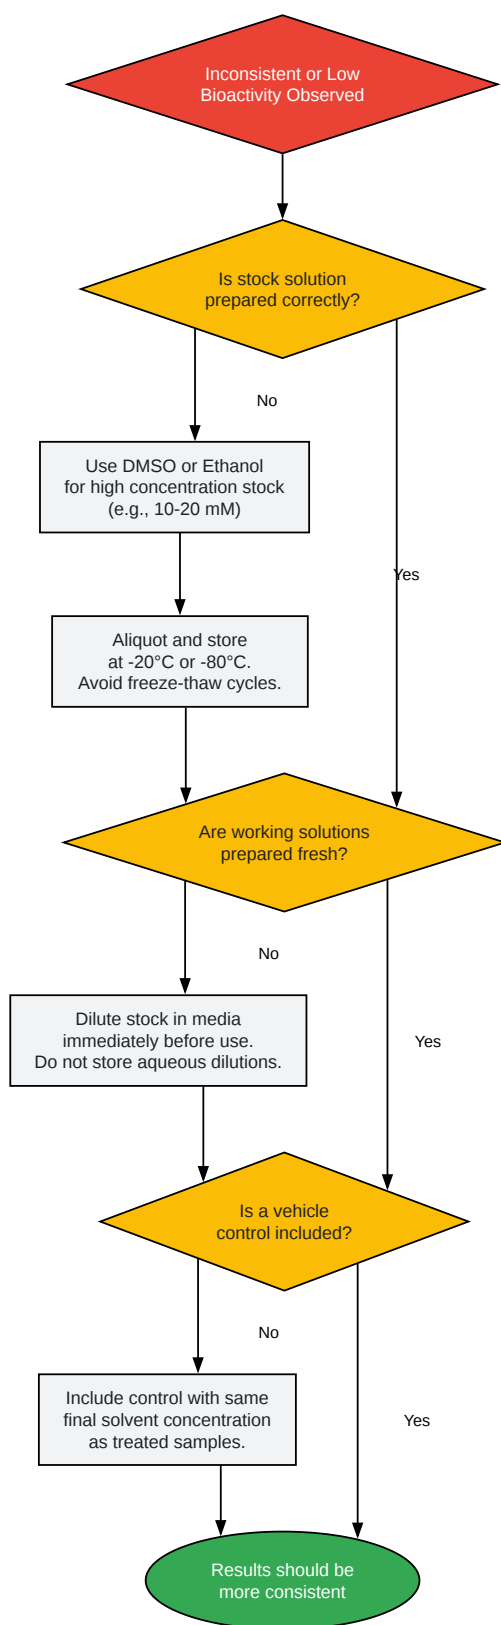 Inconsistent or Low
Bioactivity Observed
Is stock solution
prepared correctly?
No
Use DMSO or Ethanol
for high concentration stock
(e.g., 10-20 mM)
Yes
Aliquot and store
at -20°C or -80°C.
Avoid freeze-thaw cycles.
Are working solutions
prepared fresh?
No
Dilute stock in media
immediately before use.
Do not store aqueous dilutions.
Yes
Is a vehicle
control included?
No
Include control with same
final solvent concentration
as treated samples.
Yes
Results should be
more consistent